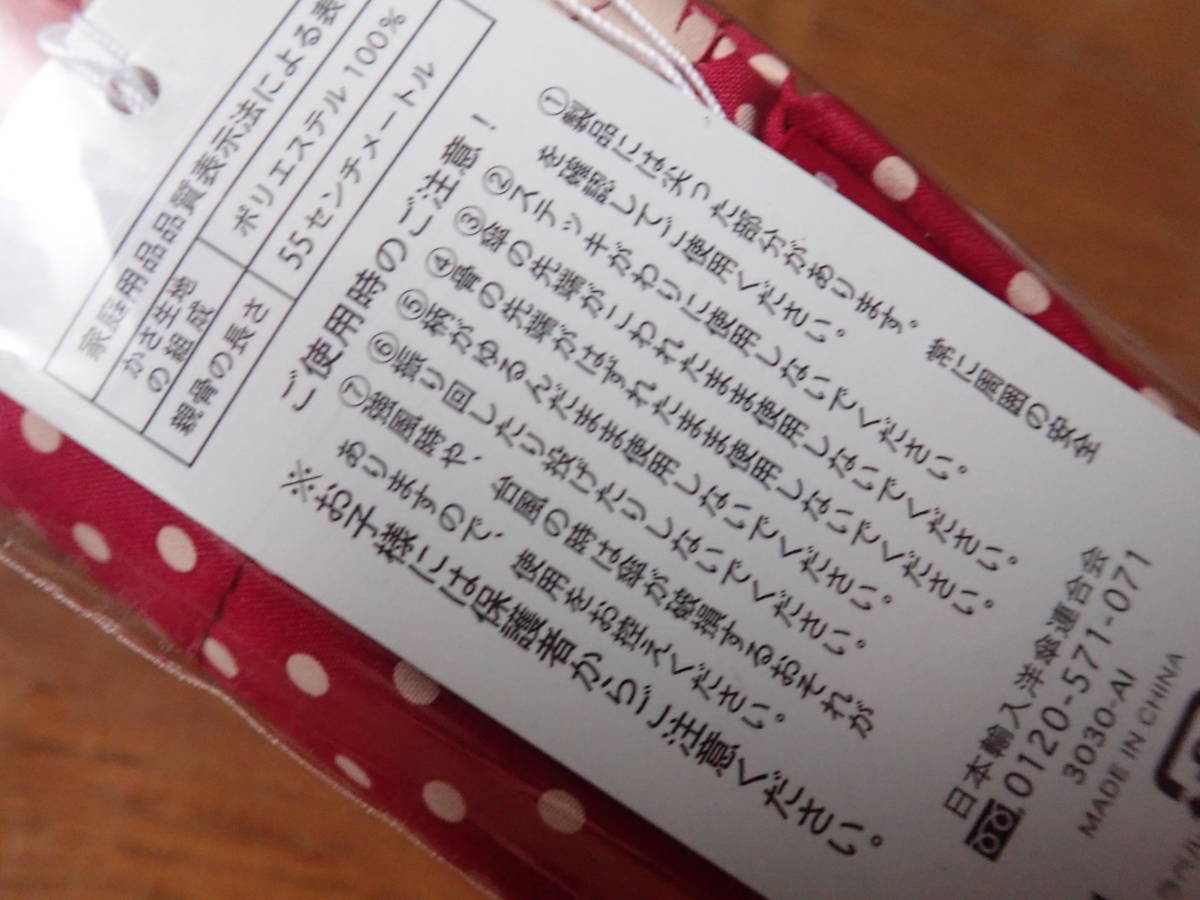 家庭用品品質表示法による表
かさ生地の組成 ポリエステル 100%
親骨の長さ 55センチメートル
ご使用時のご注意!
①製品には尖った部分があります。常に周囲の安全
を確認してご使用ください。
②ステッキがわりに使用しないでください。
③傘の先端がこわれたまま使用しないでください。
④骨の先端がはずれたまま使用しないでください。
⑤柄がゆるんだまま使用しないでください。
⑥振り回したり投げたりしないでください。
⑦強風時や、台風の時は傘が破損するおそれが
ありますので、使用をお控えください。
※お子様には保護者からご注意ください。
日本輸入洋傘連合会
0120-571-071
3030-AI
MADE IN CHINA